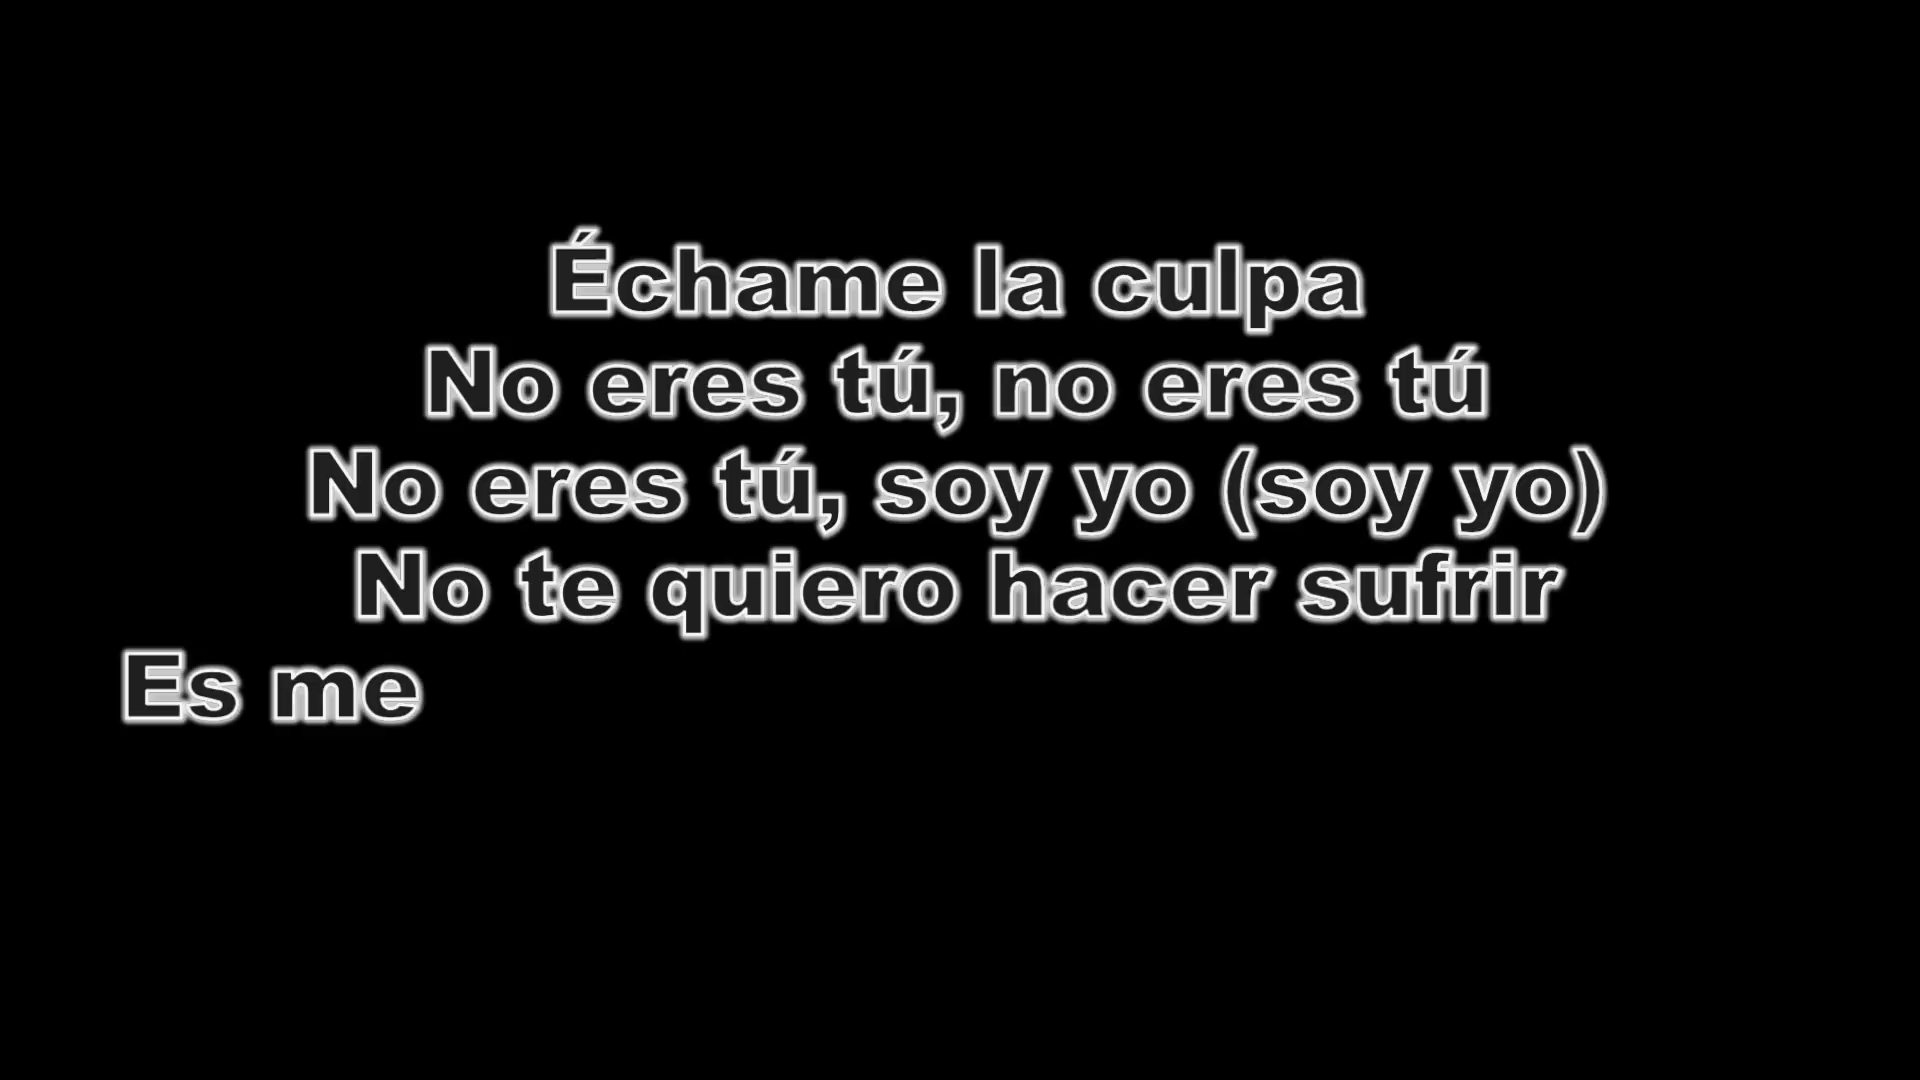 Échame la culpa
No eres tú, no eres tú
No eres tú, soy yo (soy yo)
No te quiero hacer sufrir
Es me